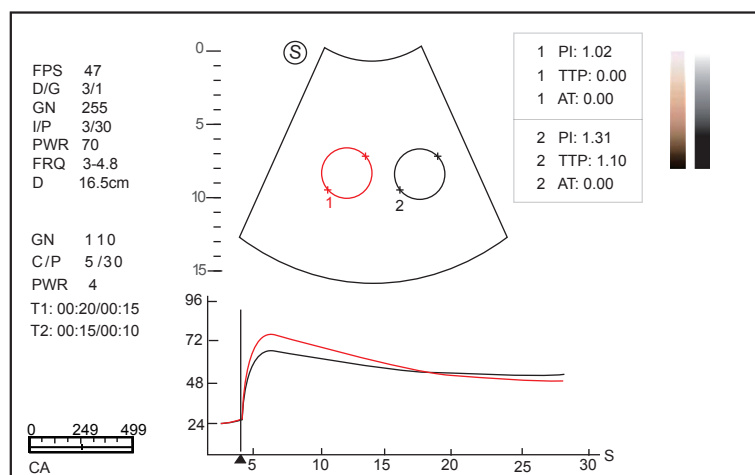 FPS 47
D/G 3/1
GN 255
I/P 3/30
PWR 70
FRQ 3-4.8
D 16.5cm
GN 110
C/P 5/30
PWR 4
T1: 00:20/00:15
T2: 00:15/00:10
0 249 499
CA
0
5
10
15
S
1
2
1 PI: 1.02
1 TTP: 0.00
1 AT: 0.00
2 PI: 1.31
2 TTP: 1.10
2 AT: 0.00
96
72
48
24
5 10 15 20 25 30 S